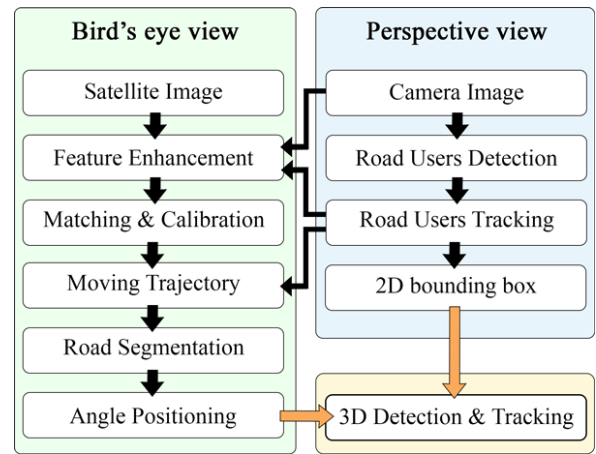 Bird's eye view
Satellite Image
Feature Enhancement
Matching & Calibration
Moving Trajectory
Road Segmentation
Angle Positioning
Perspective view
Camera Image
Road Users Detection
Road Users Tracking
2D bounding box
3D Detection & Tracking